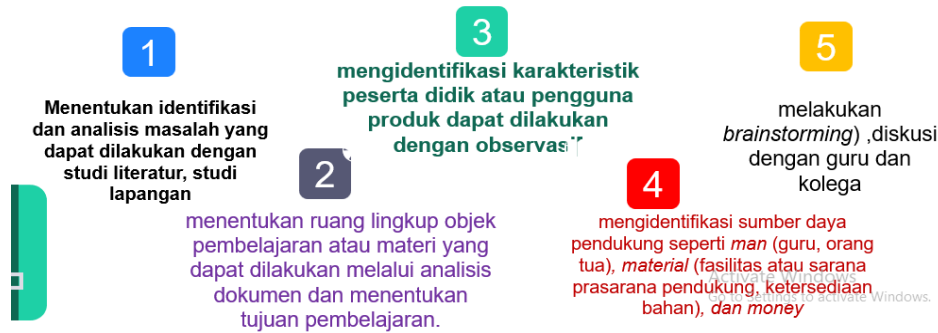 1
Menentukan identifikasi
dan analisis masalah yang
dapat dilakukan dengan
studi literatur, studi
lapangan
2
menentukan ruang lingkup objek
pembelajaran atau materi yang
dapat dilakukan melalui analisis
dokumen dan menentukan
tujuan pembelajaran.
3
mengidentifikasi karakteristik
peserta didik atau pengguna
produk dapat dilakukan
dengan observasi
4
mengidentifikasi sumber daya
pendukung seperti man (guru, orang
tua), material (fasilitas atau sarana
prasarana pendukung, ketersediaan
bahan), dan money
5
melakukan
brainstorming) ,diskusi
dengan guru dan
kolega
Activate Windows
Go to Settings to activate Windows.